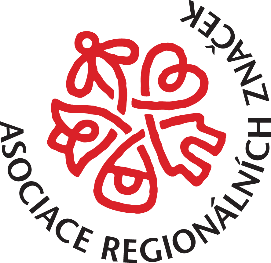 ASOCIACE REGIONÁLNÍCH ZNAČEK